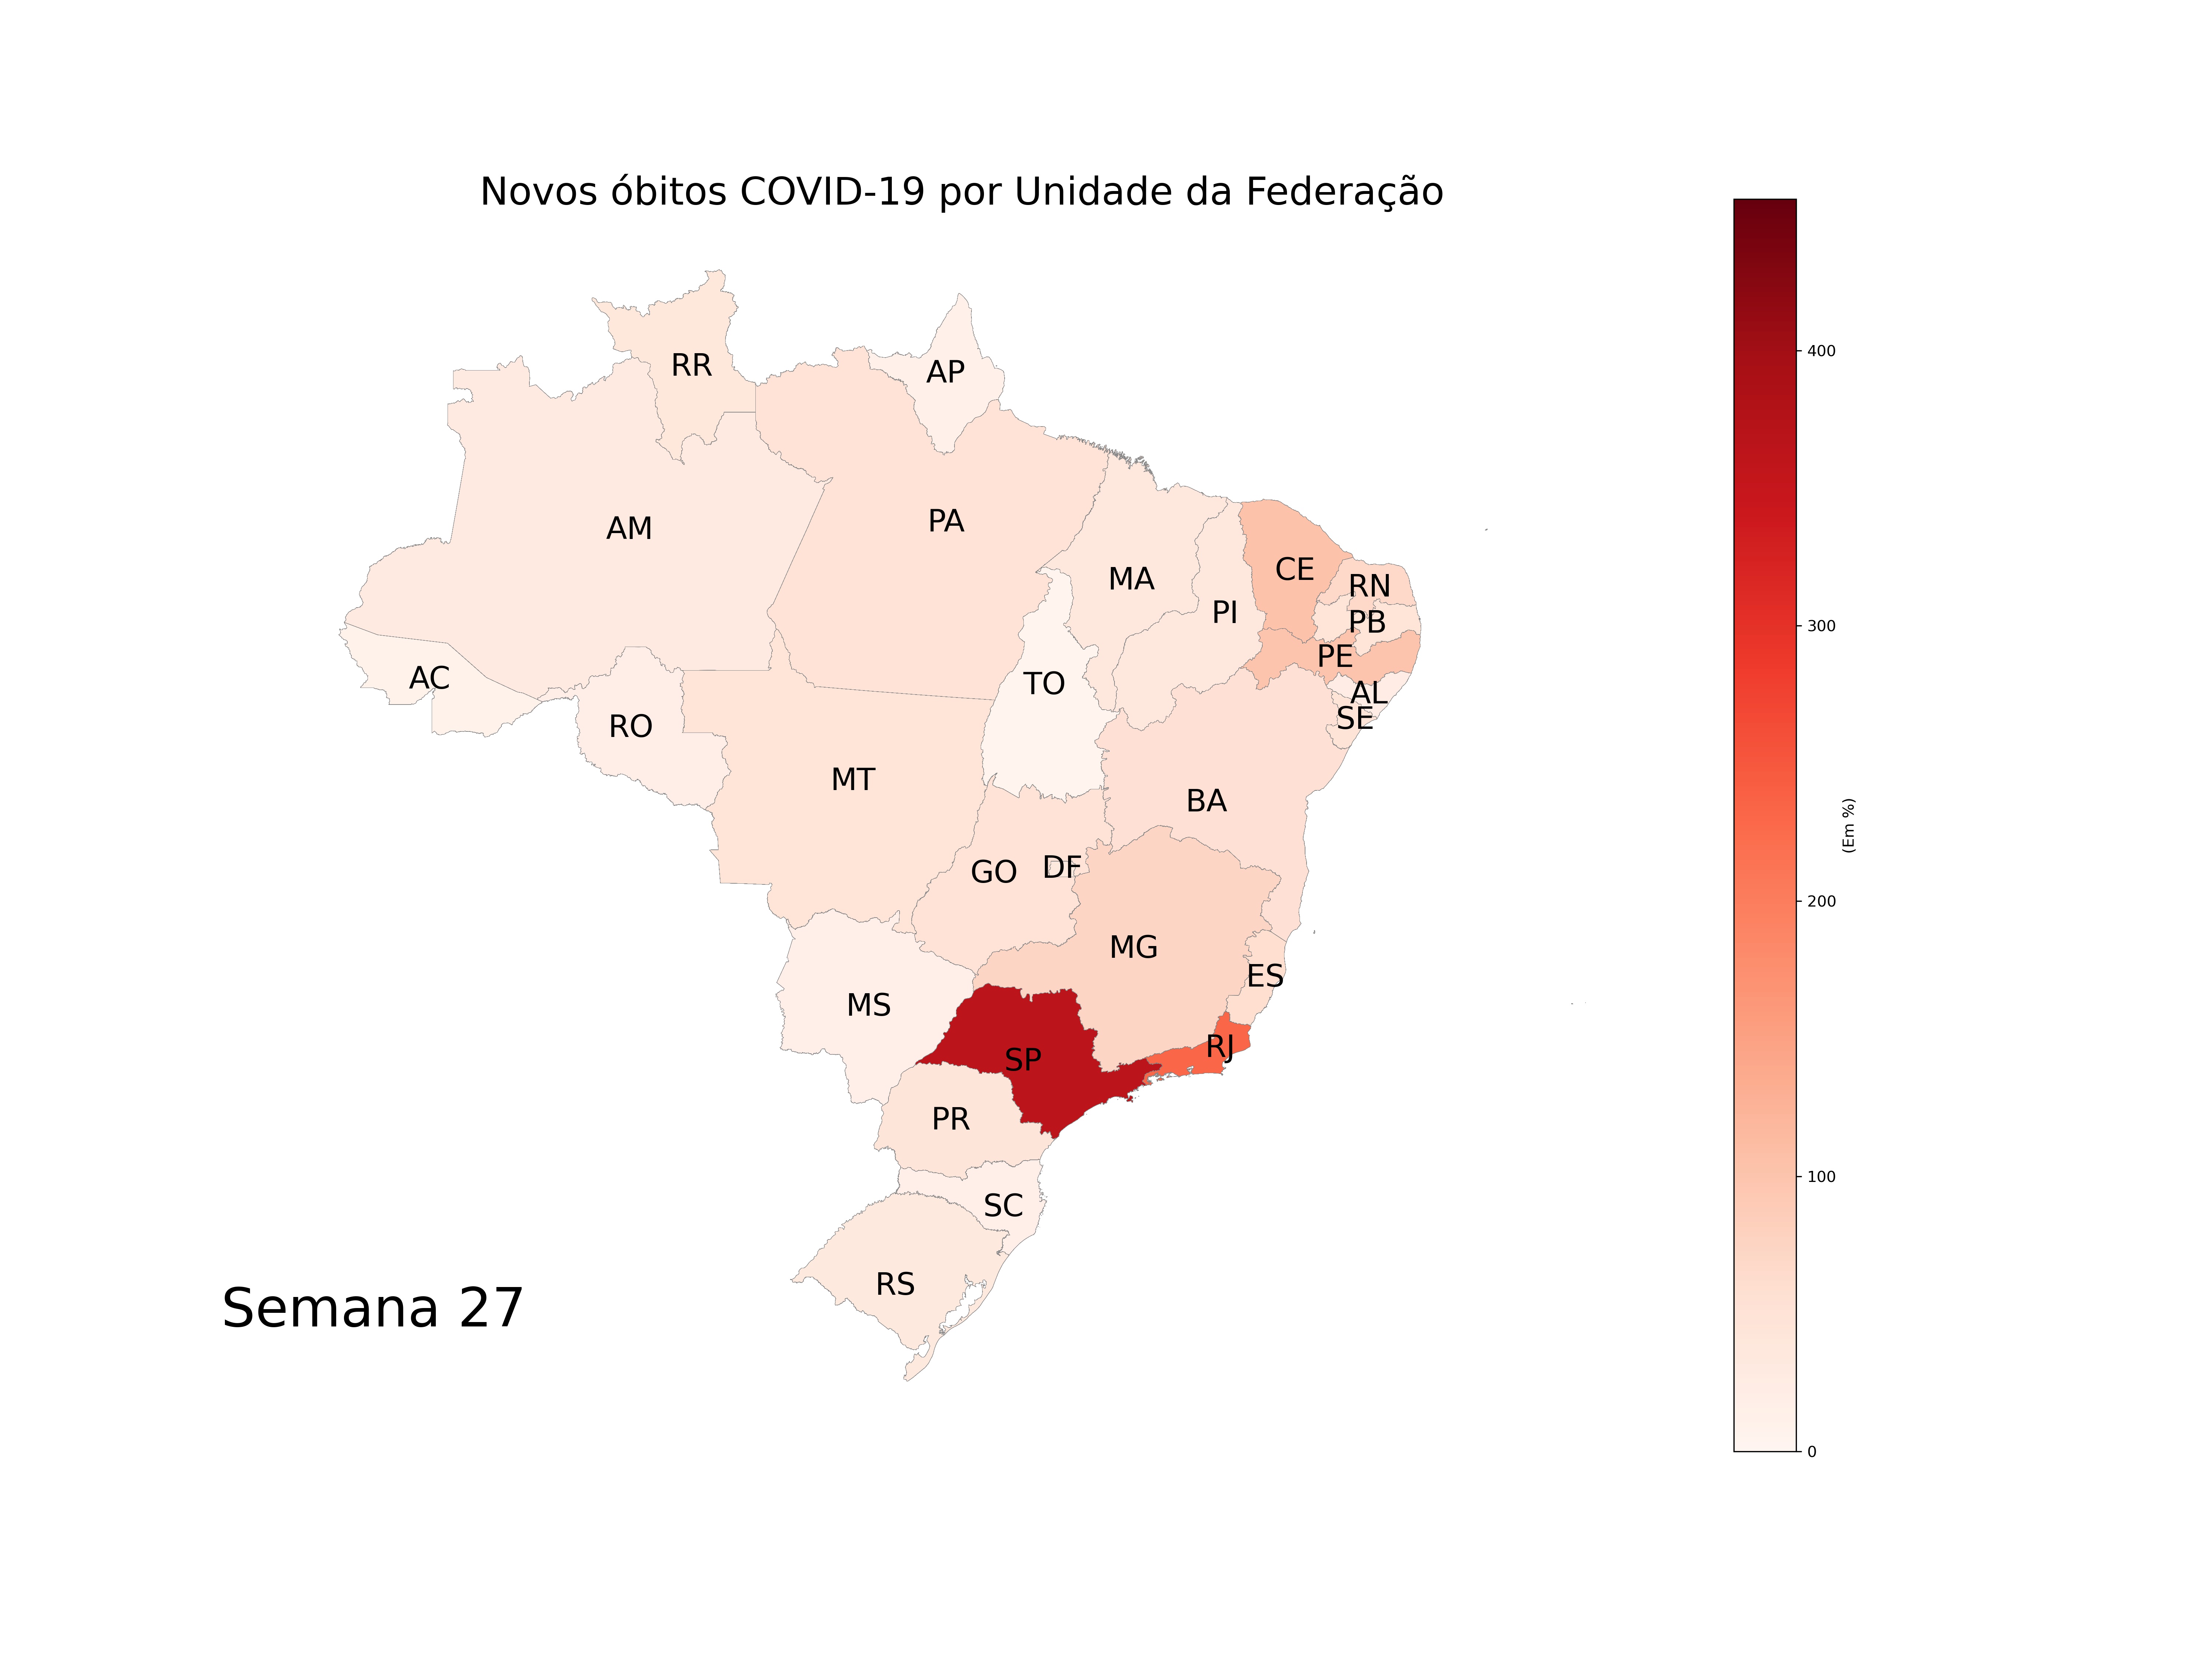 Novos óbitos COVID-19 por Unidade da Federação
RR
AP
AM
PA
MA
CE
RN
PI
PB
PE
AC
TO
AL
RO
SE
MT
BA
GO
DF
MG
ES
MS
RJ
SP
PR
SC
RS
Semana 27
400
300
200
100
0
(Em %)